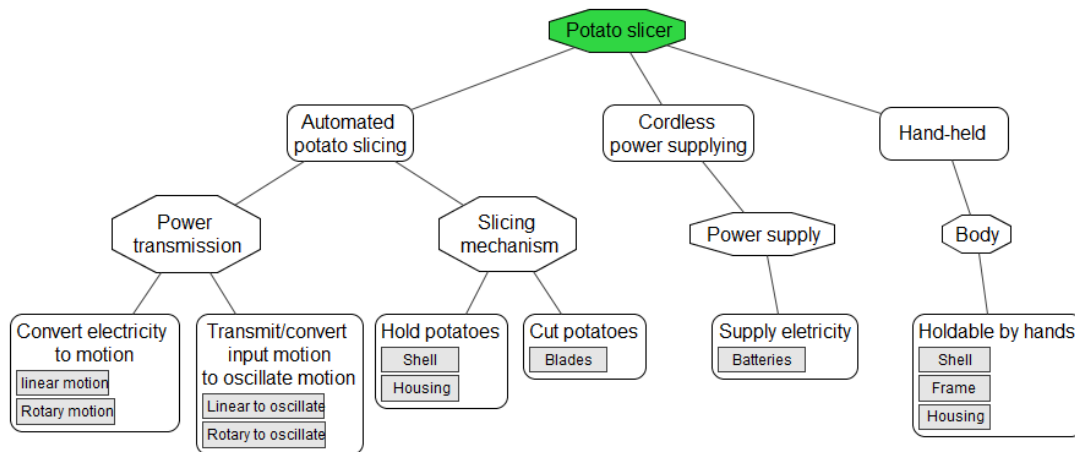 Potato slicer
Automated
potato slicing
Cordless
power supplying
Hand-held
Power
transmission
Slicing
mechanism
Power supply
Body
Convert electricity
to motion
linear motion
Rotary motion
Transmit/convert
input motion
to oscillate motion
Linear to oscillate
Rotary to oscillate
Hold potatoes
Shell
Housing
Cut potatoes
Blades
Supply eletricity
Batteries
Holdable by hands
Shell
Frame
Housing